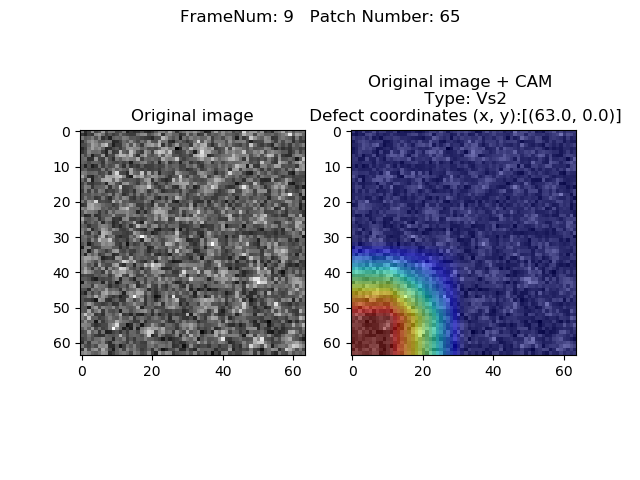 FrameNum: 9   Patch Number: 65
Original image
0
10
20
30
40
50
60
0 20 40 60
Original image + CAM
Type: Vs2
Defect coordinates (x, y):[(63.0, 0.0)]
0
10
20
30
40
50
60
0 20 40 60